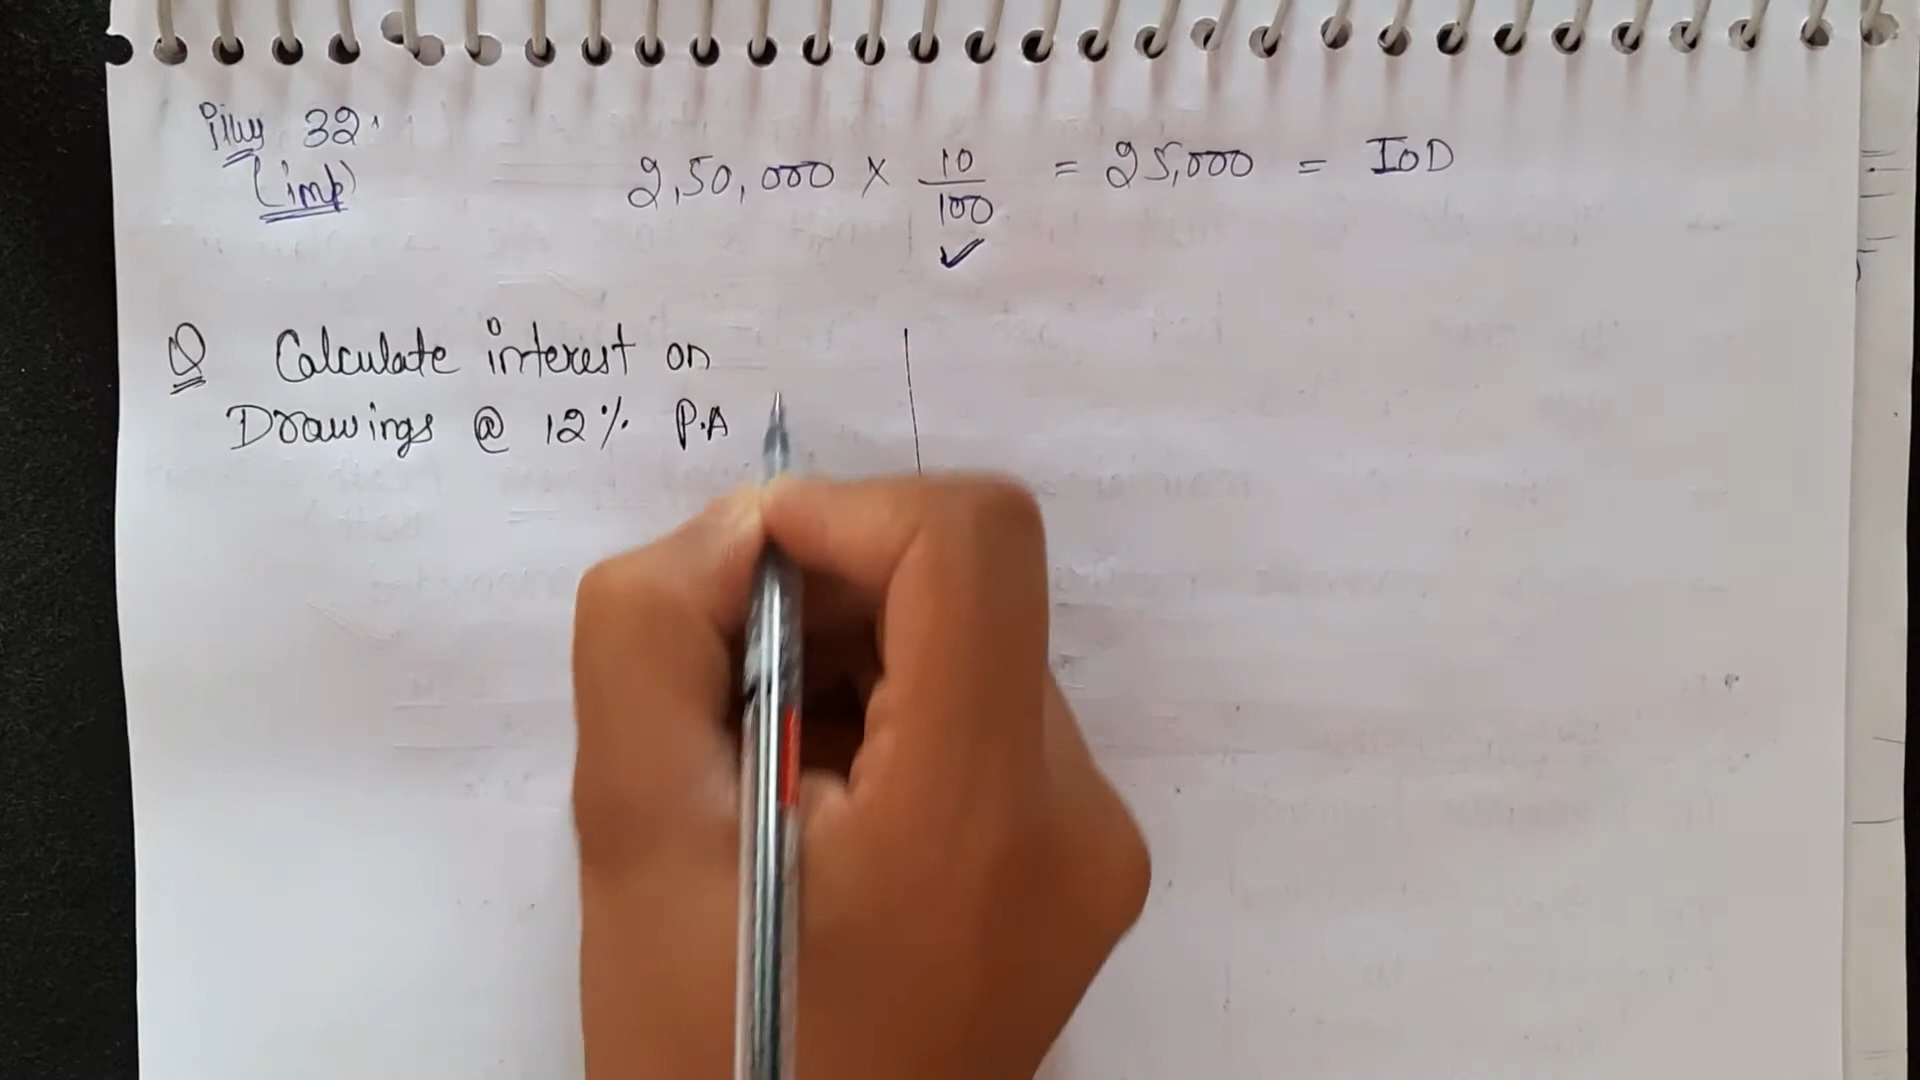 illus 32.
(imp)
2,50,000 × 10/100 = 25,000 = IOD
Q Calculate interest on
Drawings @ 12% P.A